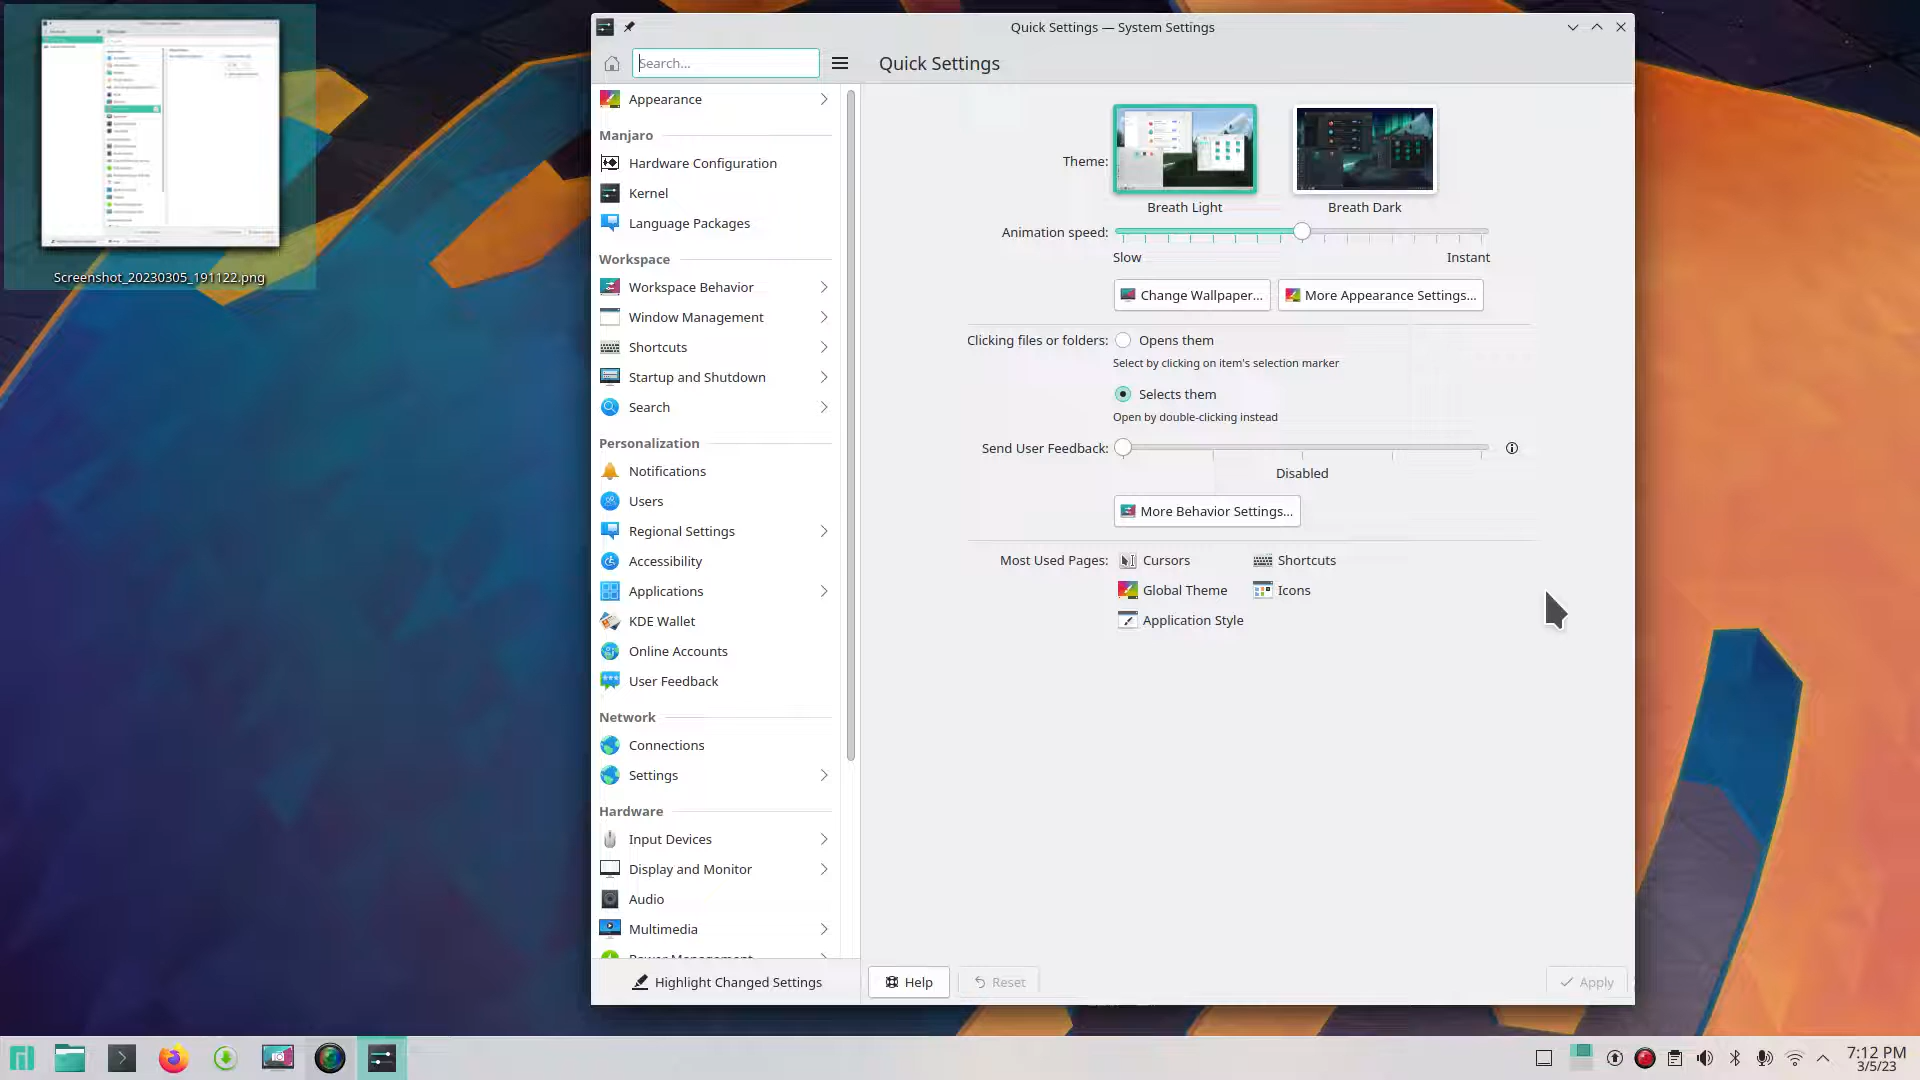 Screenshot_20230305_191122.png
Quick Settings — System Settings
Search...
Quick Settings
Appearance
Manjaro
Hardware Configuration
Kernel
Language Packages
Workspace
Workspace Behavior
Window Management
Shortcuts
Startup and Shutdown
Search
Personalization
Notifications
Users
Regional Settings
Accessibility
Applications
KDE Wallet
Online Accounts
User Feedback
Network
Connections
Settings
Hardware
Input Devices
Display and Monitor
Audio
Multimedia
Power Management
Highlight Changed Settings
Theme:
Breath Light
Breath Dark
Animation speed:
Slow
Instant
Change Wallpaper...
More Appearance Settings...
Clicking files or folders:
Opens them
Select by clicking on item's selection marker
Selects them
Open by double-clicking instead
Send User Feedback:
Disabled
More Behavior Settings...
Most Used Pages:
Cursors
Shortcuts
Global Theme
Icons
Application Style
Help
Reset
Apply
7:12 PM
3/5/23